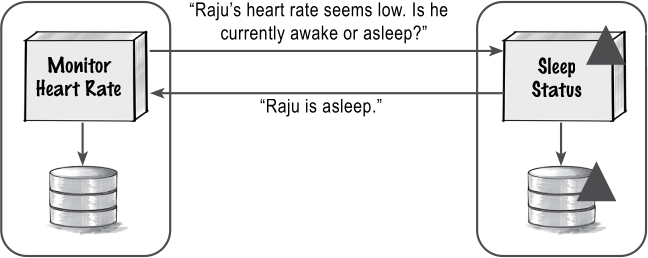 “Raju’s heart rate seems low. Is he
currently awake or asleep?”
Monitor
Heart Rate
Sleep
Status
“Raju is asleep.”